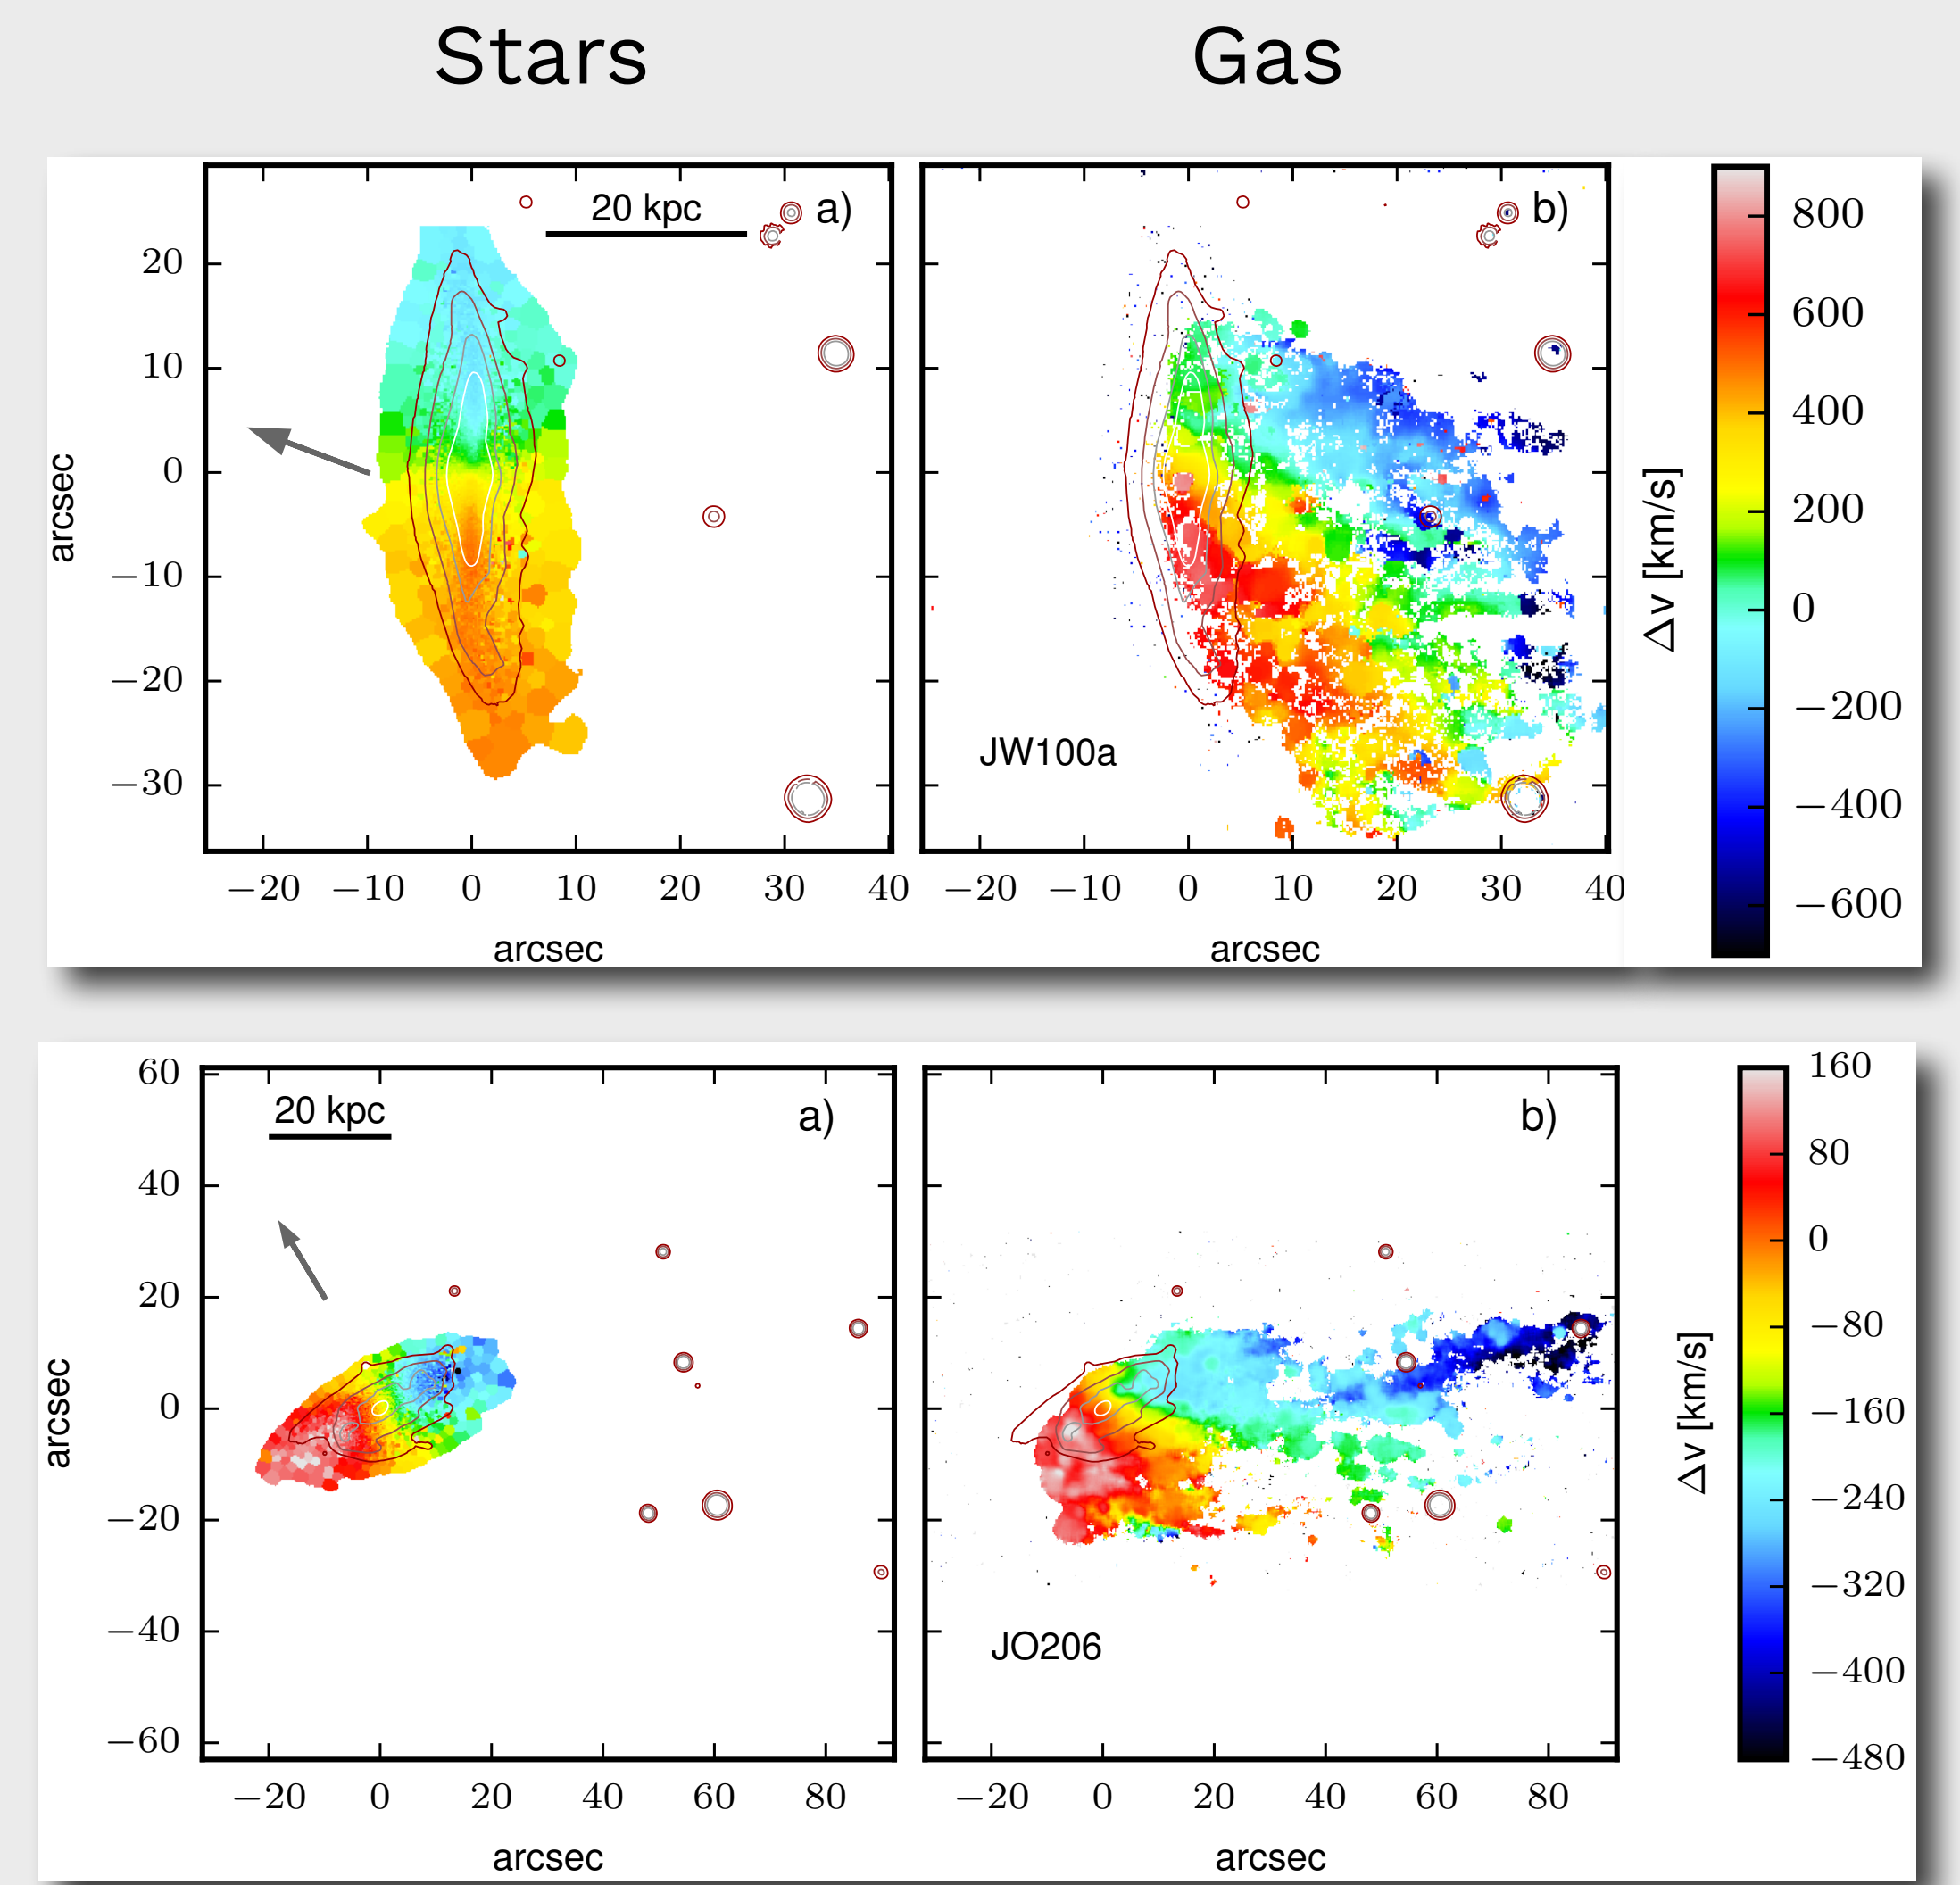 Stars
Gas
20 kpc
a)
b)
JW100a
20
10
0
−10
−20
−30
arcsec
−20 −10 0 10 20 30 40
arcsec
−20 −10 0 10 20 30 40
arcsec
800
600
400
200
0
−200
−400
−600
Δv [km/s]
20 kpc
a)
b)
JO206
60
40
20
0
−20
−40
−60
arcsec
−20 0 20 40 60 80
arcsec
−20 0 20 40 60 80
arcsec
160
80
0
−80
−160
−240
−320
−400
−480
Δv [km/s]